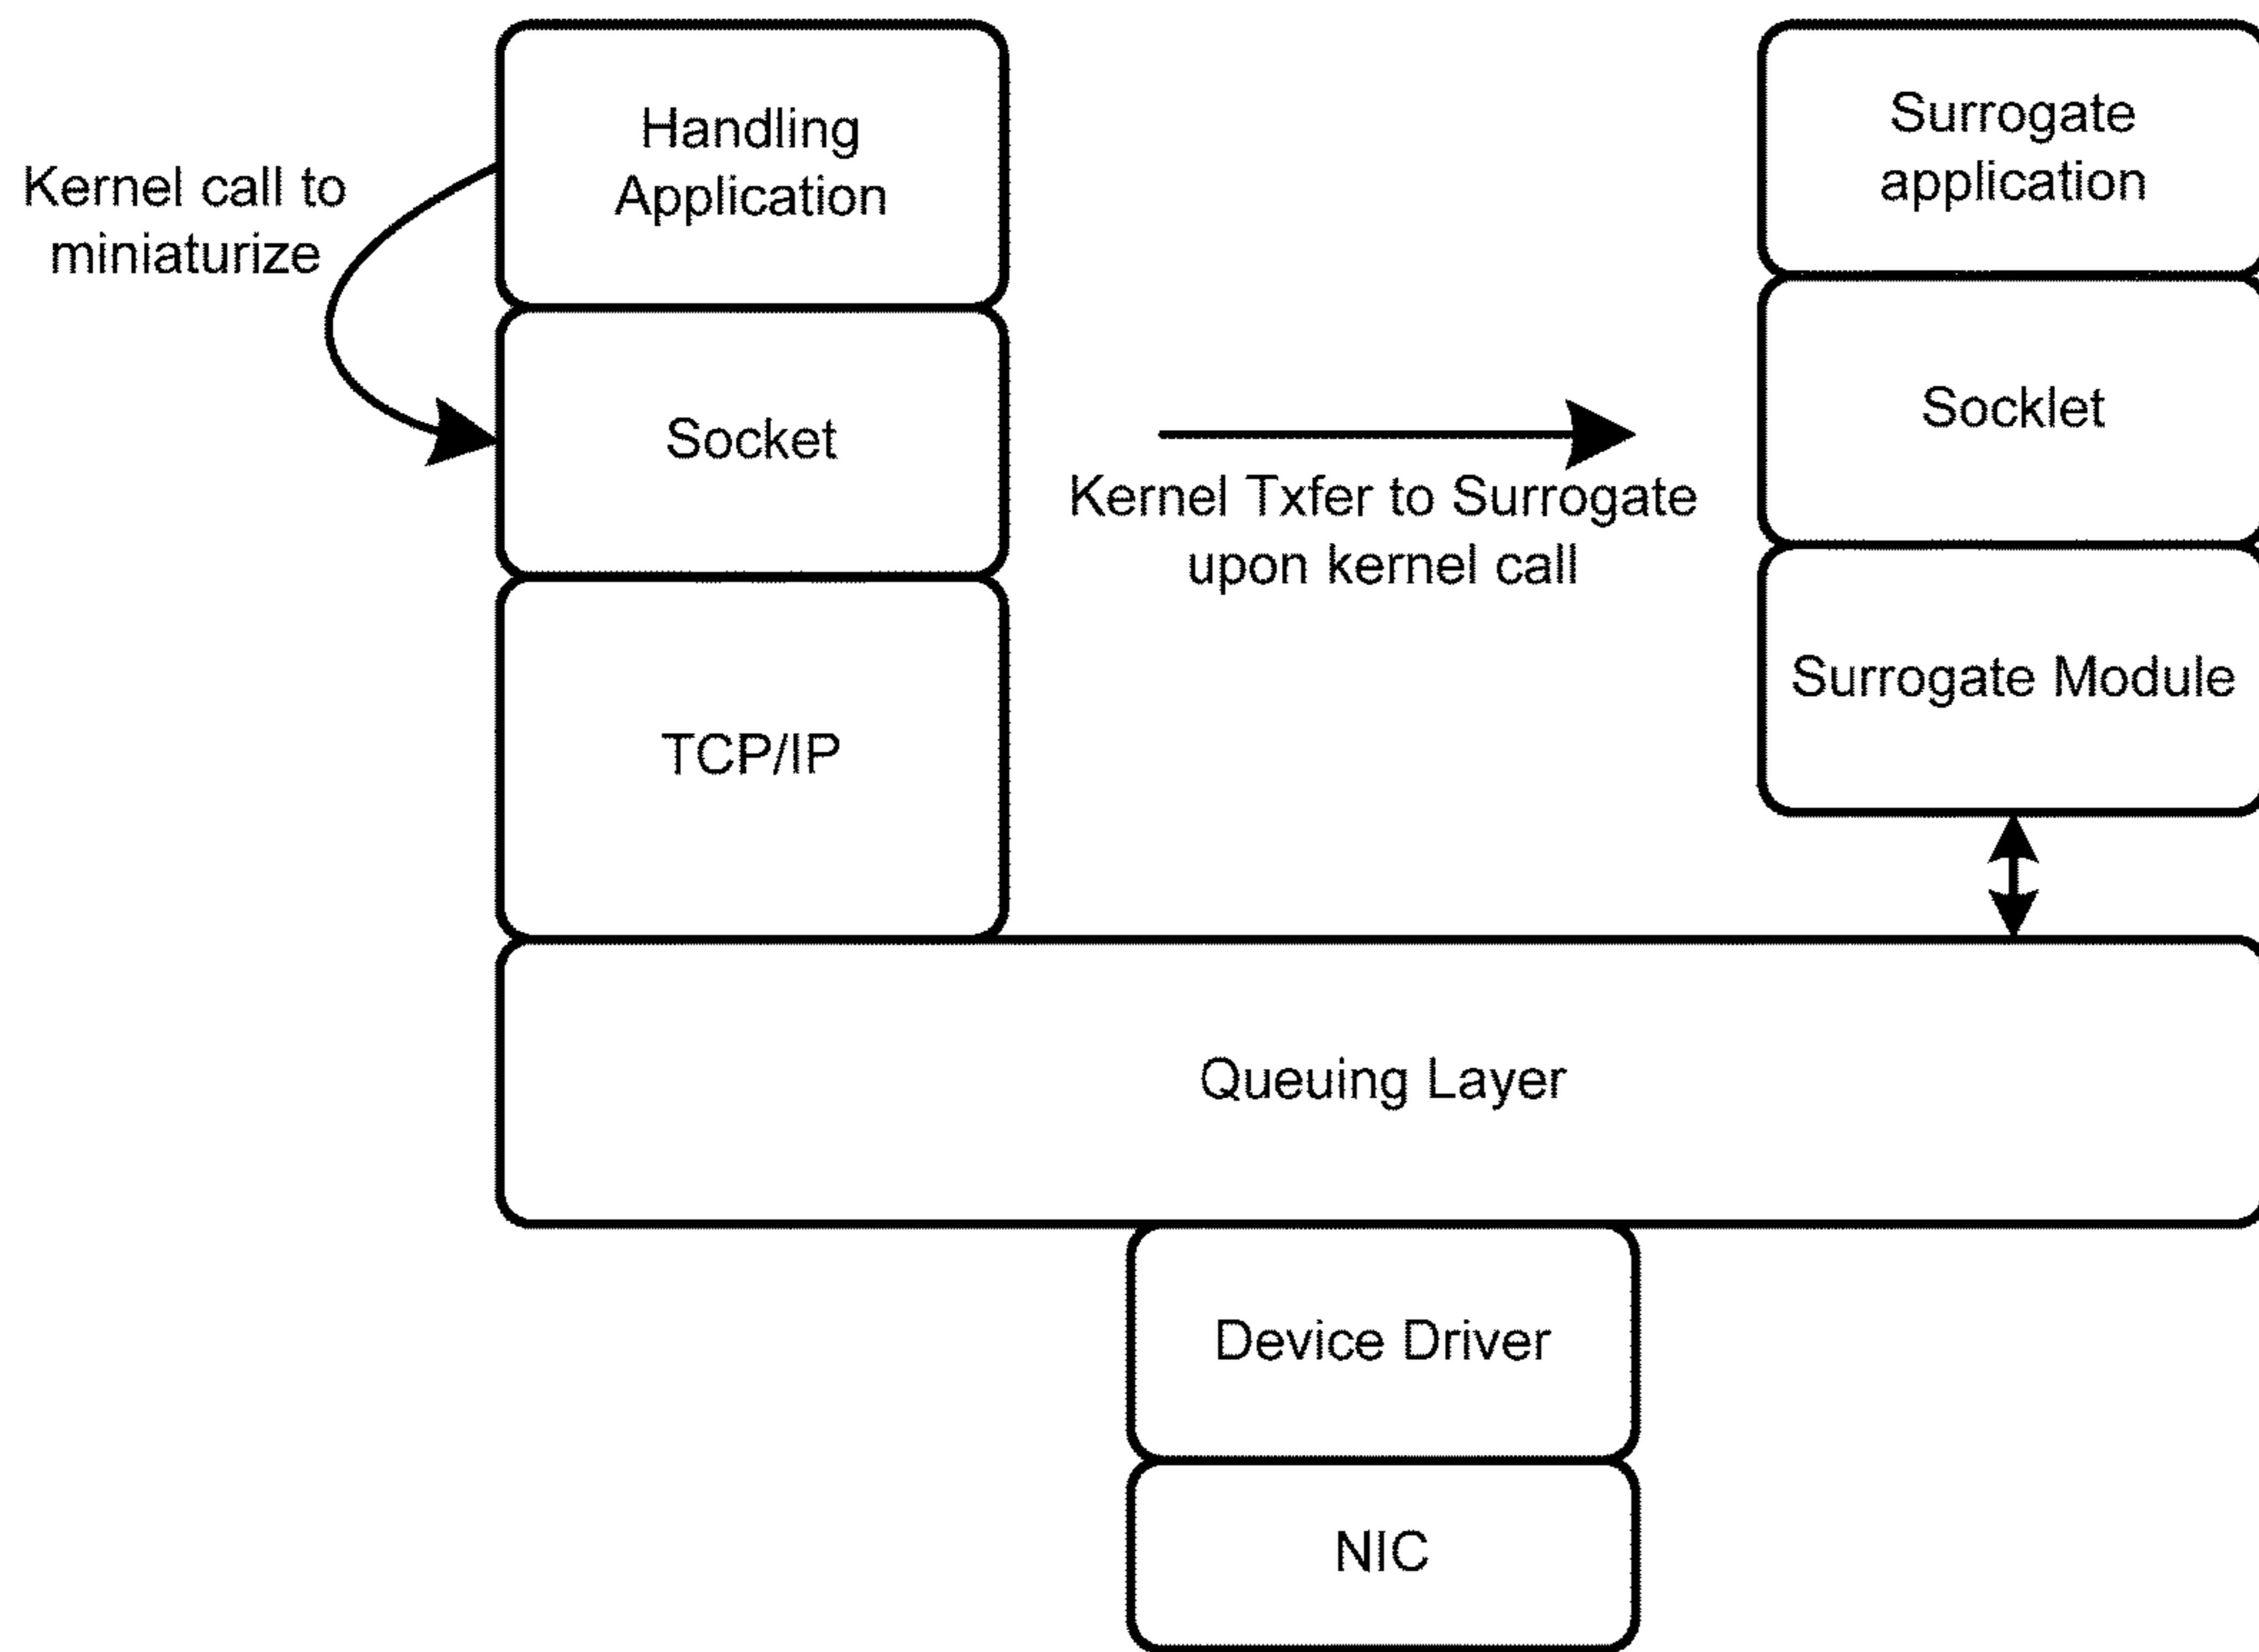 Kernel call to
miniaturize
Handling
Application
Socket
TCP/IP
Kernel Txfer to Surrogate
upon kernel call
Surrogate
application
Socklet
Surrogate Module
Queuing Layer
Device Driver
NIC